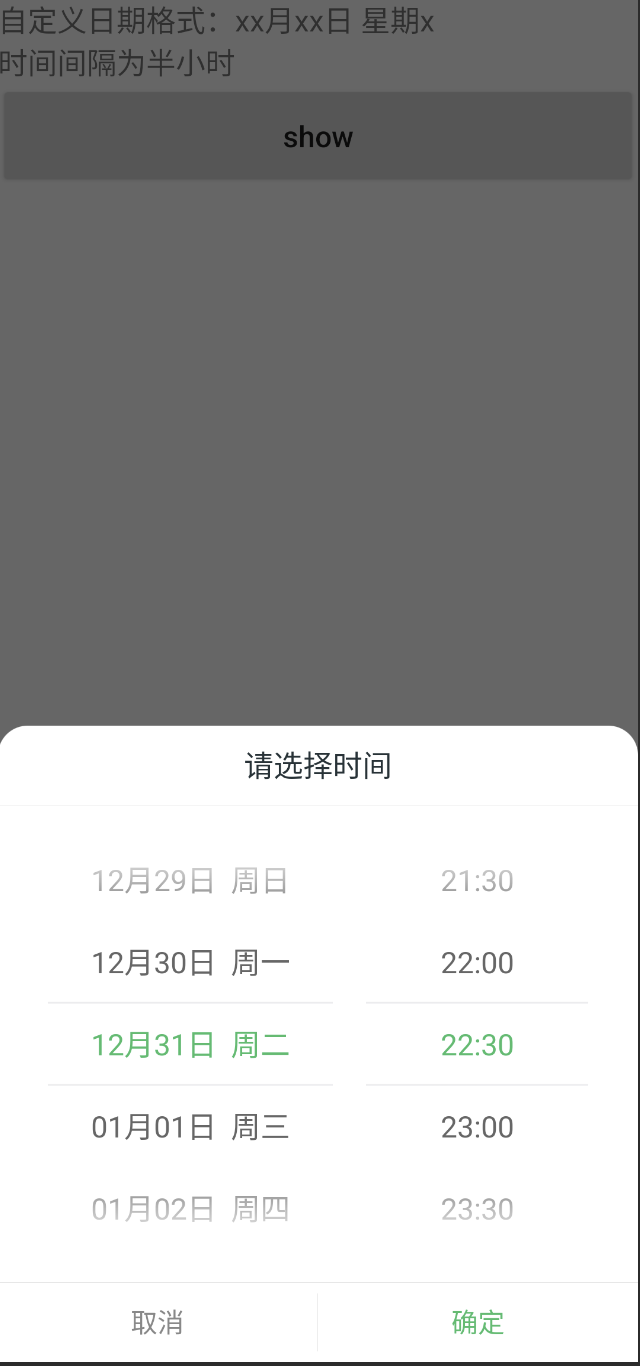 自定义日期格式：xx月xx日 星期x
时间间隔为半小时
show
请选择时间
12月29日 周日 21:30
12月30日 周一 22:00
12月31日 周二 22:30
01月01日 周三 23:00
01月02日 周四 23:30
取消 确定